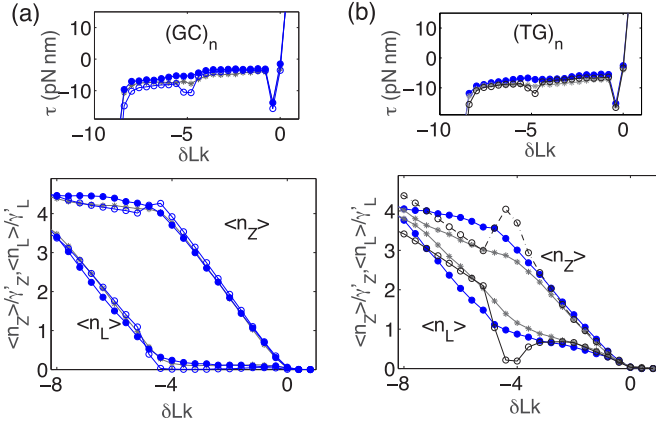 (a)
(GC)n
τ (pN nm)
0
−10
−10
−5
0
δLk
<nZ>/γ'Z,<nL>/γ'L
4
3
2
1
0
<nZ>
<nL>
−8
−4
0
δLk
(b)
(TG)n
τ (pN nm)
0
−10
−10
−5
0
δLk
<nZ>/γ'Z,<nL>/γ'L
4
3
2
1
0
<nZ>
<nL>
−8
−4
0
δLk